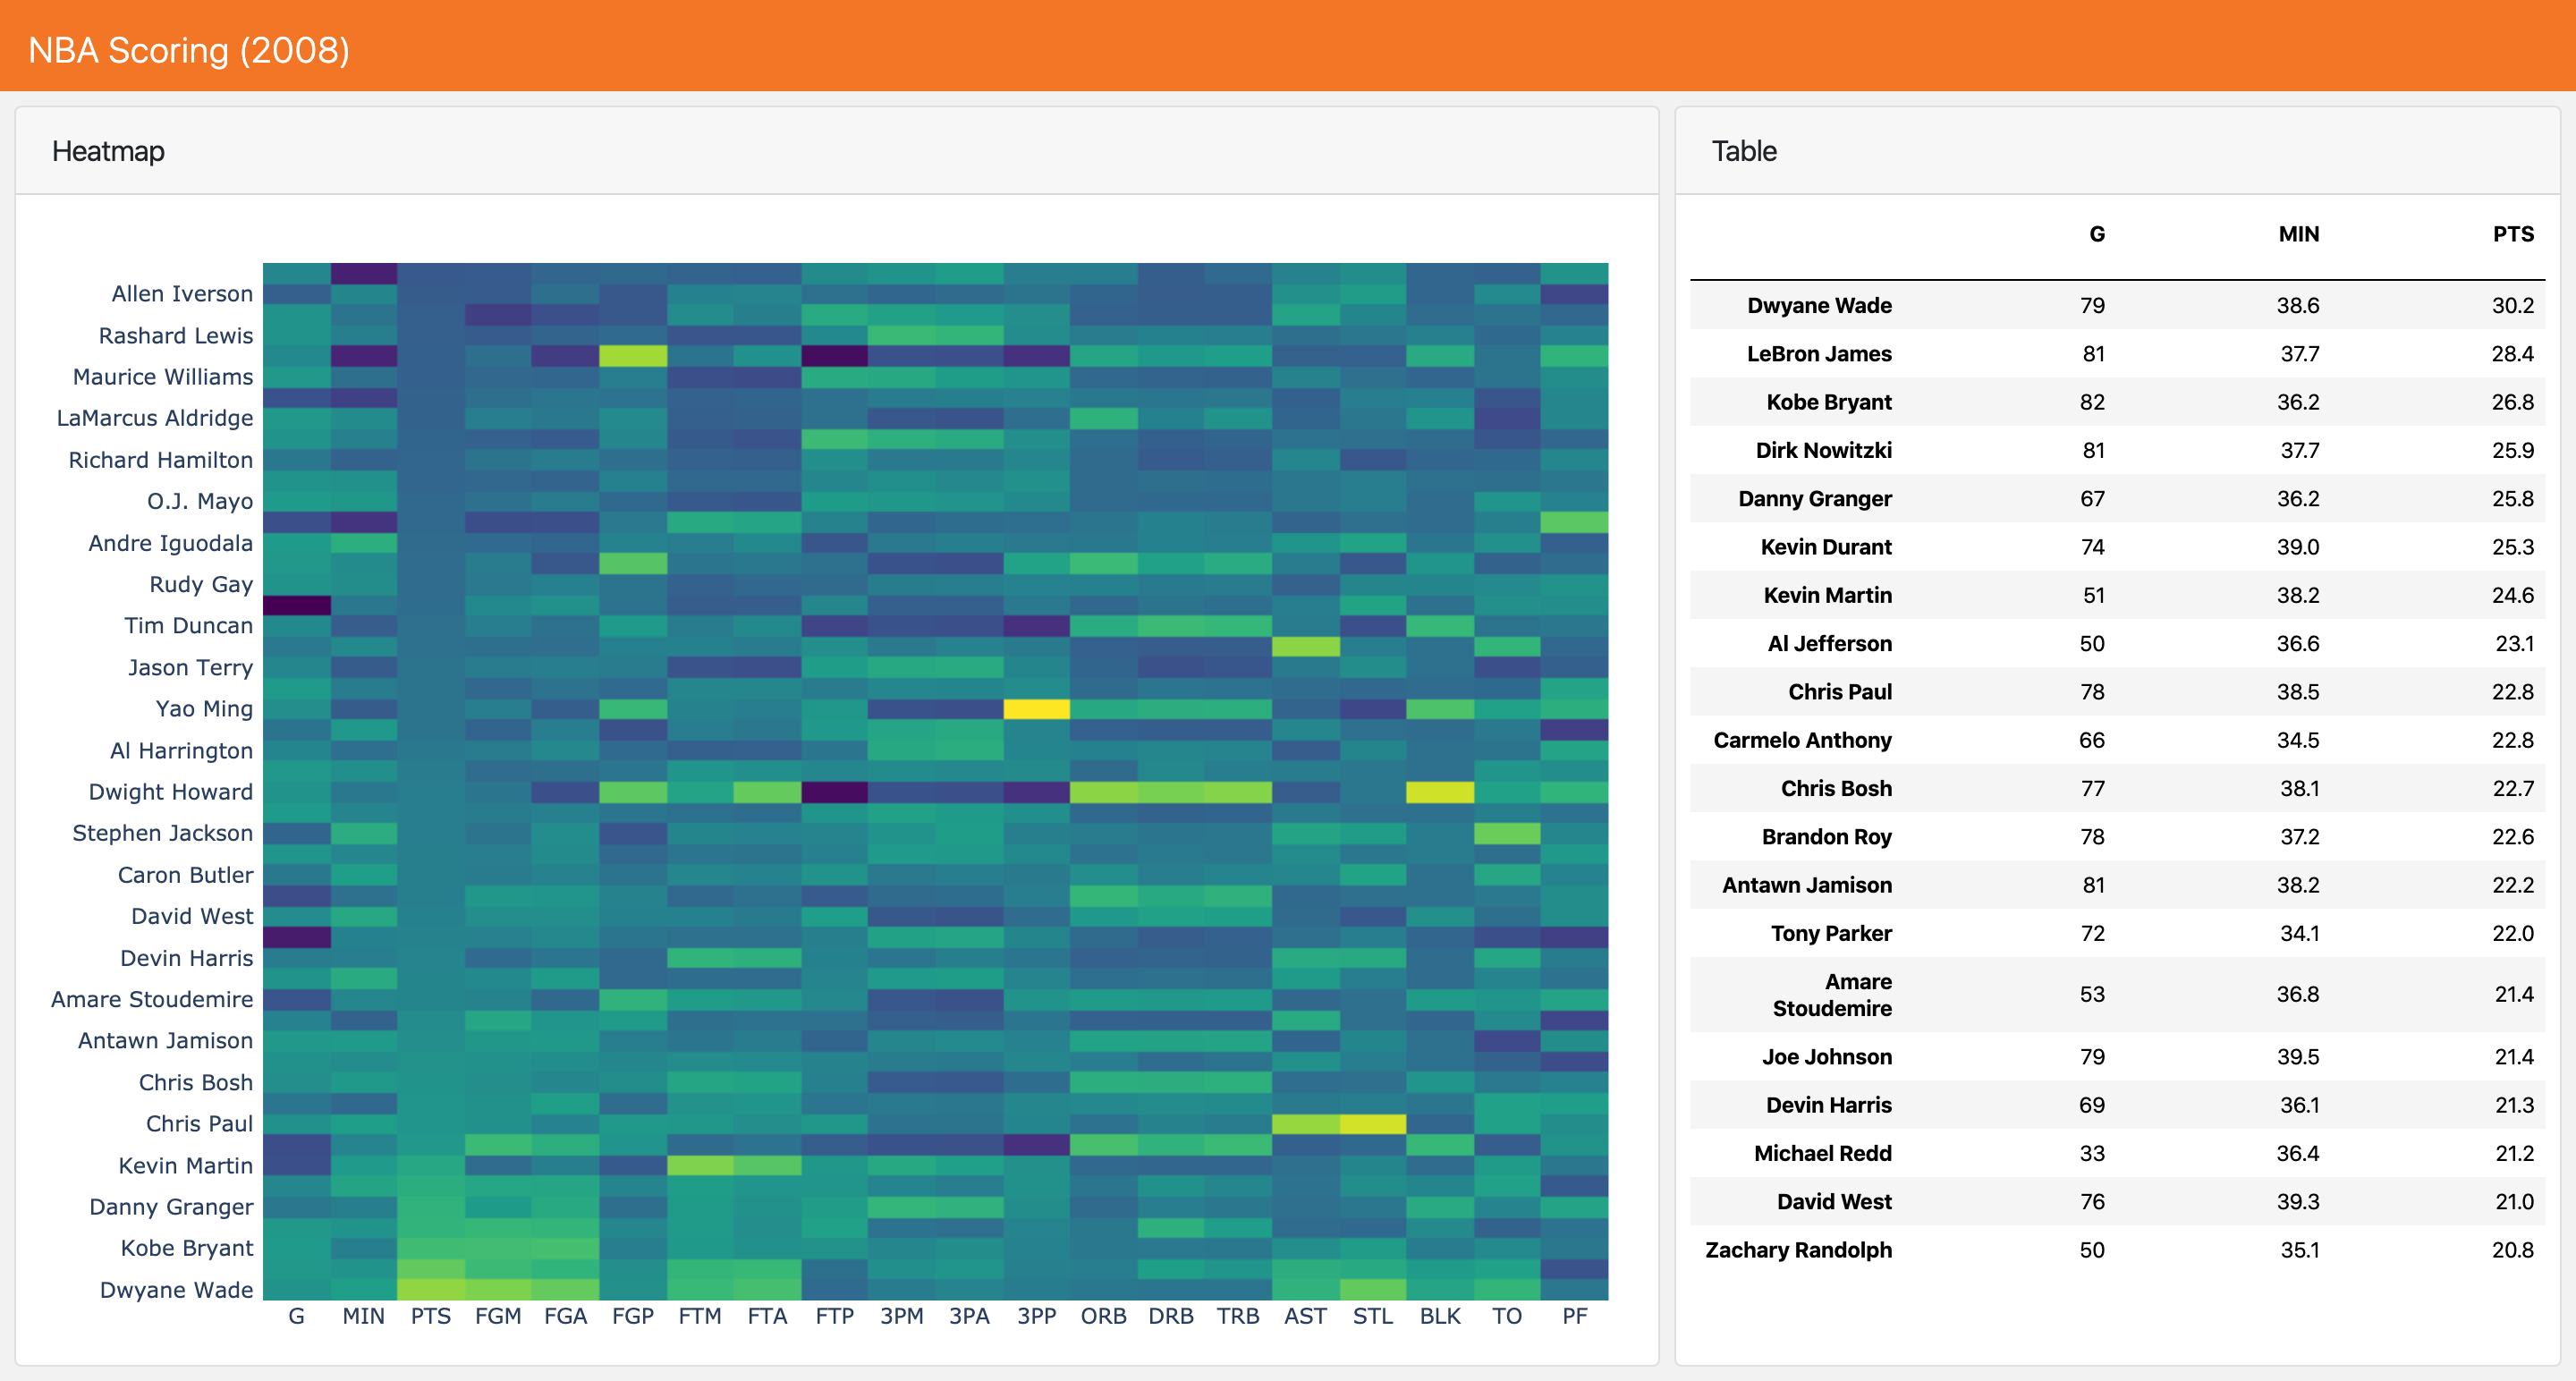 NBA Scoring (2008)
Heatmap
Allen Iverson
Rashard Lewis
Maurice Williams
LaMarcus Aldridge
Richard Hamilton
O.J. Mayo
Andre Iguodala
Rudy Gay
Tim Duncan
Jason Terry
Yao Ming
Al Harrington
Dwight Howard
Stephen Jackson
Caron Butler
David West
Devin Harris
Amare Stoudemire
Antawn Jamison
Chris Bosh
Chris Paul
Kevin Martin
Danny Granger
Kobe Bryant
Dwyane Wade
G MIN PTS FGM FGA FGP FTM FTA FTP 3PM 3PA 3PP ORB DRB TRB AST STL BLK TO PF
Table
G MIN PTS
Dwyane Wade 79 38.6 30.2
LeBron James 81 37.7 28.4
Kobe Bryant 82 36.2 26.8
Dirk Nowitzki 81 37.7 25.9
Danny Granger 67 36.2 25.8
Kevin Durant 74 39.0 25.3
Kevin Martin 51 38.2 24.6
Al Jefferson 50 36.6 23.1
Chris Paul 78 38.5 22.8
Carmelo Anthony 66 34.5 22.8
Chris Bosh 77 38.1 22.7
Brandon Roy 78 37.2 22.6
Antawn Jamison 81 38.2 22.2
Tony Parker 72 34.1 22.0
Amare
Stoudemire 53 36.8 21.4
Joe Johnson 79 39.5 21.4
Devin Harris 69 36.1 21.3
Michael Redd 33 36.4 21.2
David West 76 39.3 21.0
Zachary Randolph 50 35.1 20.8